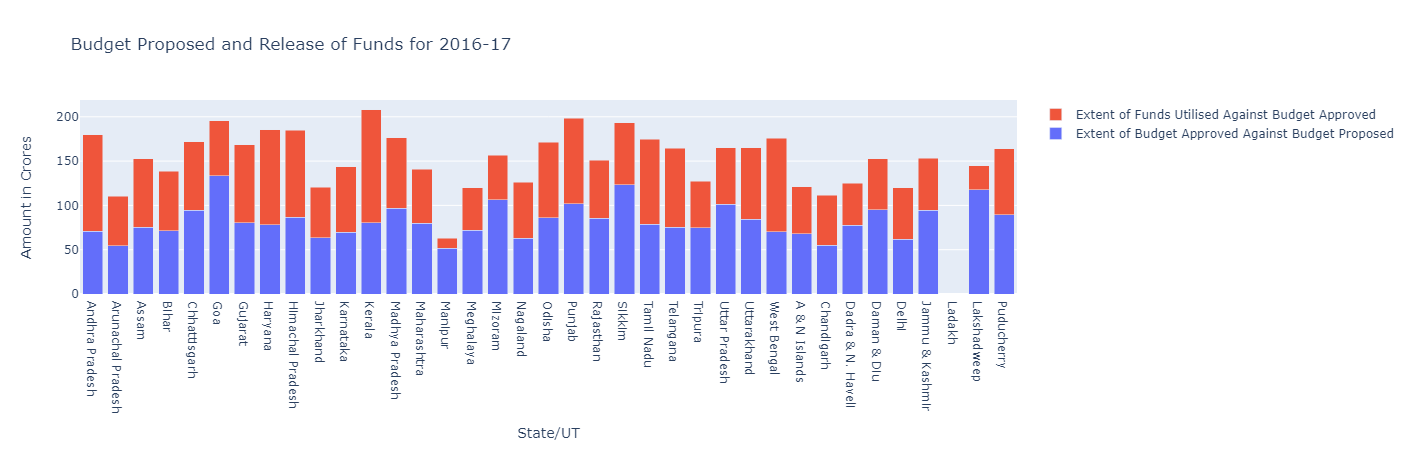 Budget Proposed and Release of Funds for 2016-17
Extent of Funds Utilised Against Budget Approved
Extent of Budget Approved Against Budget Proposed
Amount in Crores
200
150
100
50
0
Andhra Pradesh
Arunachal Pradesh
Assam
Bihar
Chhattisgarh
Goa
Gujarat
Haryana
Himachal Pradesh
Jharkhand
Karnataka
Kerala
Madhya Pradesh
Maharashtra
Manipur
Meghalaya
Mizoram
Nagaland
Odisha
Punjab
Rajasthan
Sikkim
Tamil Nadu
Telangana
Tripura
Uttar Pradesh
Uttarakhand
West Bengal
A & N Islands
Chandigarh
Dadra & N. Haveli
Daman & Diu
Delhi
Jammu & Kashmir
Ladakh
Lakshadweep
Puducherry
State/UT